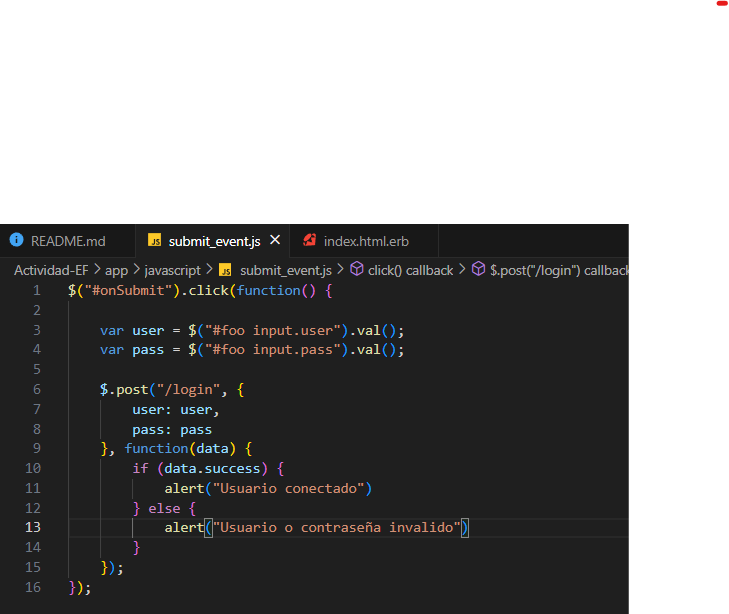 README.md JS submit_event.js index.html.erb
Actividad-EF > app > javascript > JS submit_event.js > click() callback > $.post("/login") callback
1 $("#onSubmit").click(function() {
2
3 var user = $("#foo input.user").val();
4 var pass = $("#foo input.pass").val();
5
6 $.post("/login", {
7 user: user,
8 pass: pass
9 }, function(data) {
10 if (data.success) {
11 alert("Usuario conectado")
12 } else {
13 alert("Usuario o contraseña invalido")
14 }
15 });
16 });